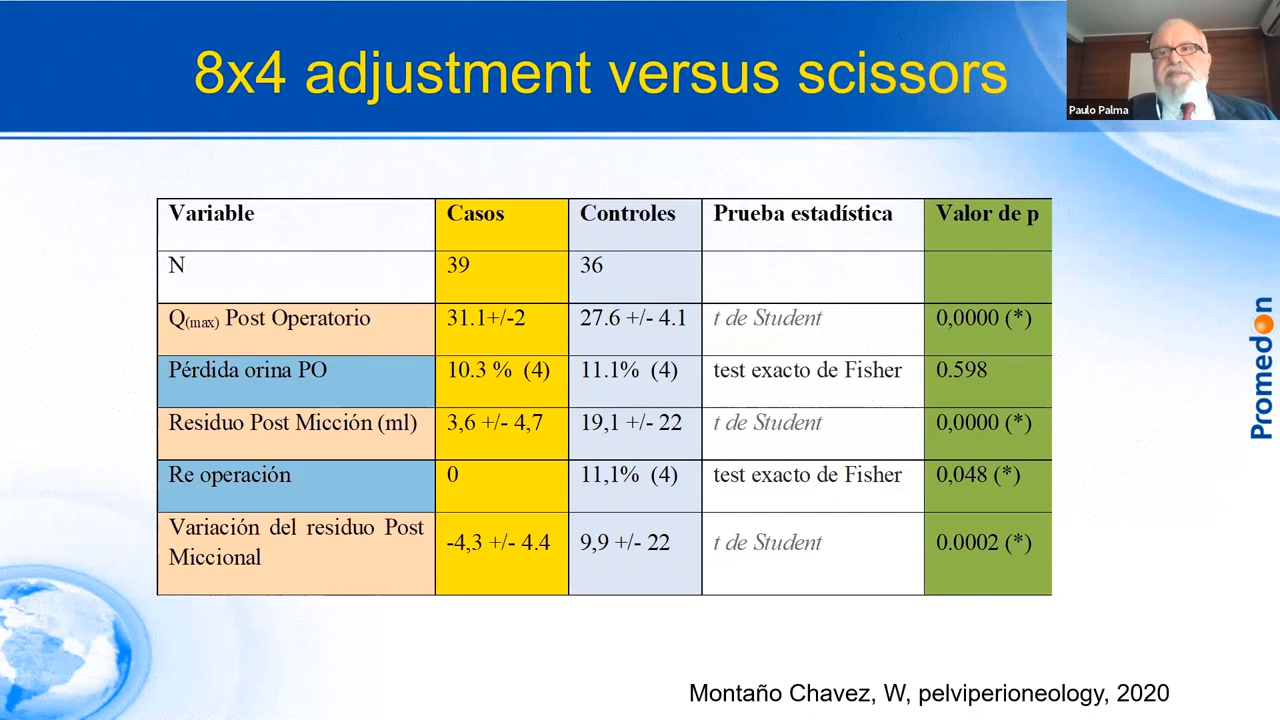 8x4 adjustment versus scissors
Paulo Palma
Variable Casos Controles Prueba estadística Valor de p
N 39 36
Q(max) Post Operatorio 31.1+/-2 27.6 +/- 4.1 t de Student 0,0000 (*)
Pérdida orina PO 10.3 % (4) 11.1% (4) test exacto de Fisher 0.598
Residuo Post Micción (ml) 3,6 +/- 4,7 19,1 +/- 22 t de Student 0,0000 (*)
Re operación 0 11,1% (4) test exacto de Fisher 0,048 (*)
Variación del residuo Post
Miccional -4,3 +/- 4.4 9,9 +/- 22 t de Student 0.0002 (*)
Promedon
Montaño Chavez, W, pelviperioneology, 2020